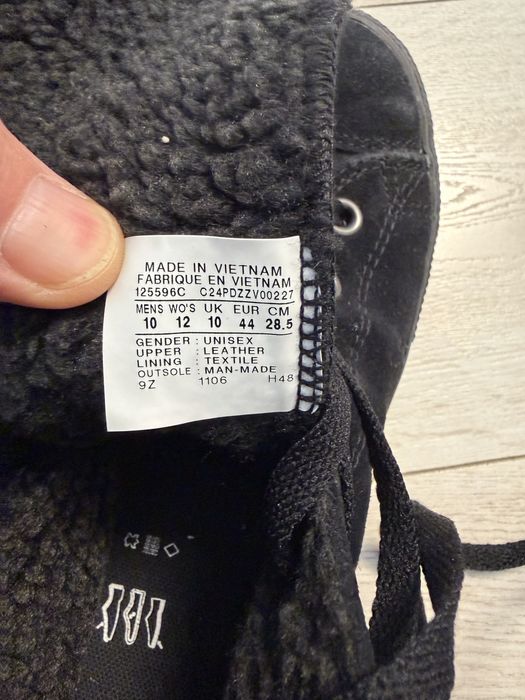 MADE IN VIETNAM
FABRIQUE EN VIETNAM
125596C C24PDZZV00227
MENS WO'S UK EUR CM
10 12 10 44 28.5
GENDER : UNISEX
UPPER : LEATHER
LINING : TEXTILE
OUTSOLE : MAN-MADE
9Z 1106 H48